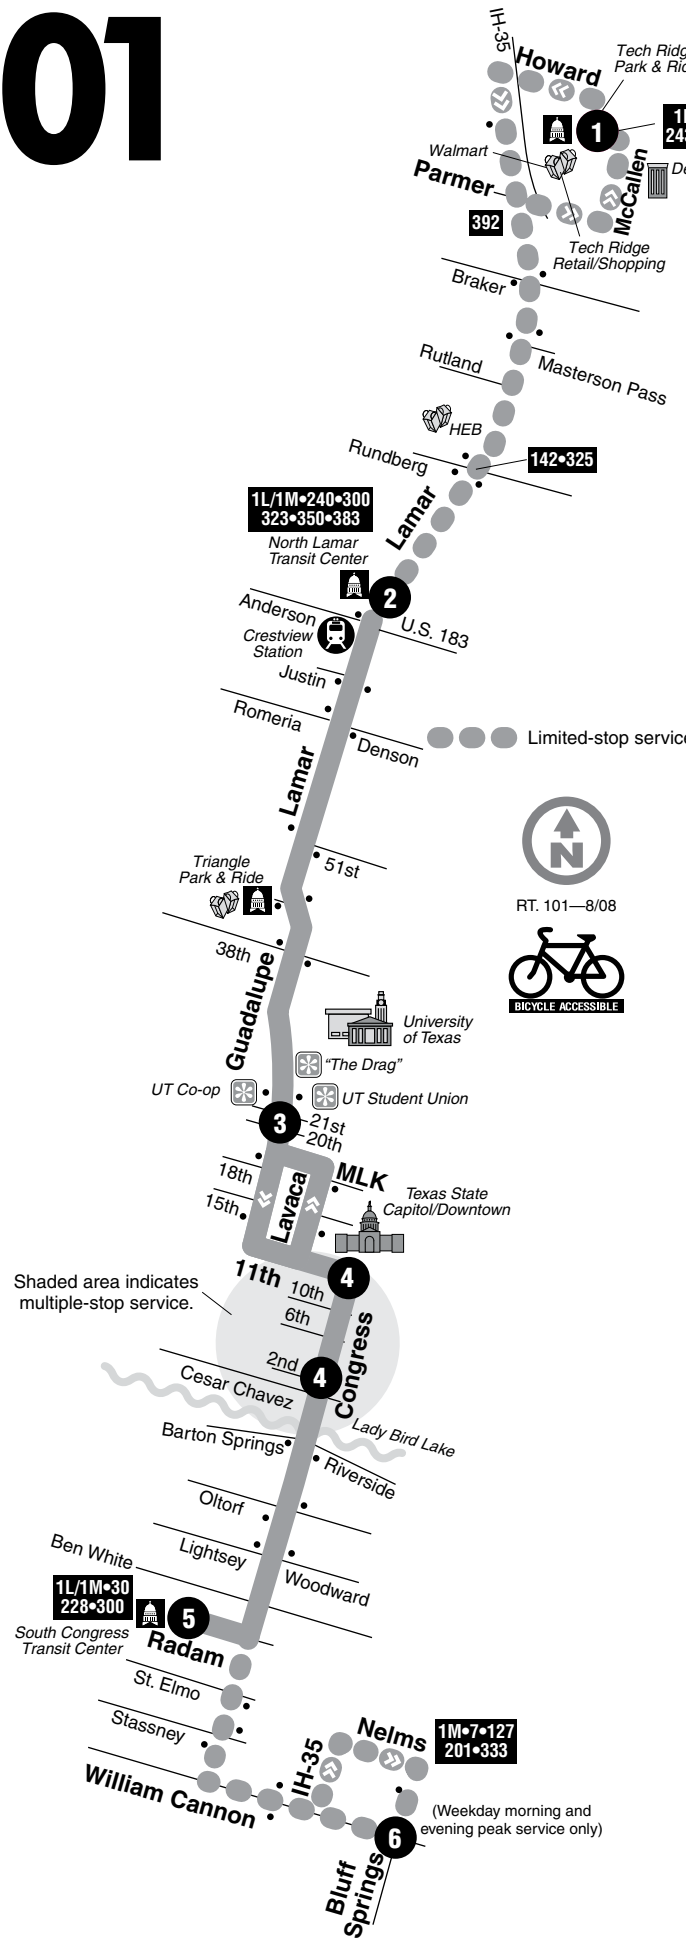 01
IH-35
Howard
Tech Ridg
Park & Rid
1
Walmart
Parmer
McCallen
392
Tech Ridge
Retail/Shopping
Braker
Rutland
Masterson Pass
HEB
Rundberg
142•325
1L/1M•240•300
323•350•383
Lamar
North Lamar
Transit Center
2
Anderson
U.S. 183
Crestview
Station
Justin
Romeria
Denson
Limited-stop service
Lamar
51st
Triangle
Park & Ride
N
RT. 101—8/08
38th
BICYCLE ACCESSIBLE
Guadalupe
University
of Texas
"The Drag"
UT Co-op
UT Student Union
3
21st
20th
18th
MLK
Lavaca
15th
Texas State
Capitol/Downtown
11th
4
Shaded area indicates
multiple-stop service.
10th
6th
Congress
2nd
4
Cesar Chavez
Lady Bird Lake
Barton Springs
Riverside
Oltorf
Lightsey
Woodward
Ben White
1L/1M•30
228•300
5
South Congress
Transit Center
Radam
St. Elmo
Stassney
Nelms
1M•7•127
201•333
IH-35
William Cannon
(Weekday morning and
evening peak service only)
6
Bluff
Springs